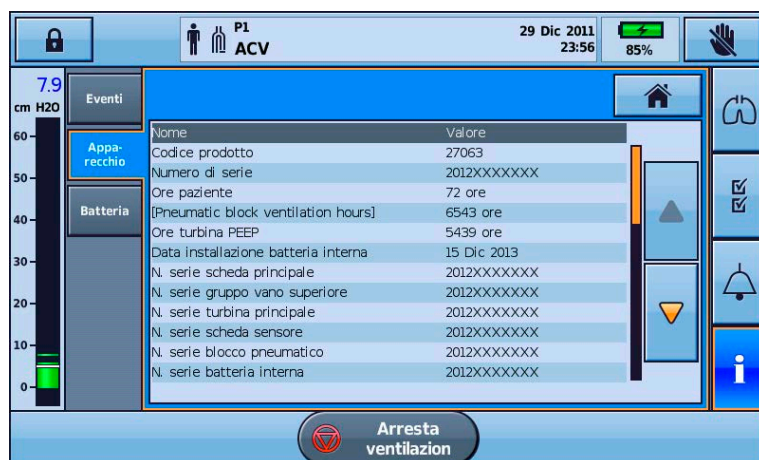 P1
ACV
29 Dic 2011
23:56
85%
7.9
cm H2O
60
50
40
30
20
10
0
Eventi
Appa-
recchio
Batteria
Nome Valore
Codice prodotto 27063
Numero di serie 2012XXXXXXX
Ore paziente 72 ore
[Pneumatic block ventilation hours] 6543 ore
Ore turbina PEEP 5439 ore
Data installazione batteria interna 15 Dic 2013
N. serie scheda principale 2012XXXXXXX
N. serie gruppo vano superiore 2012XXXXXXX
N. serie turbina principale 2012XXXXXXX
N. serie scheda sensore 2012XXXXXXX
N. serie blocco pneumatico 2012XXXXXXX
N. serie batteria interna 2012XXXXXXX
i
Arresta
ventilazion